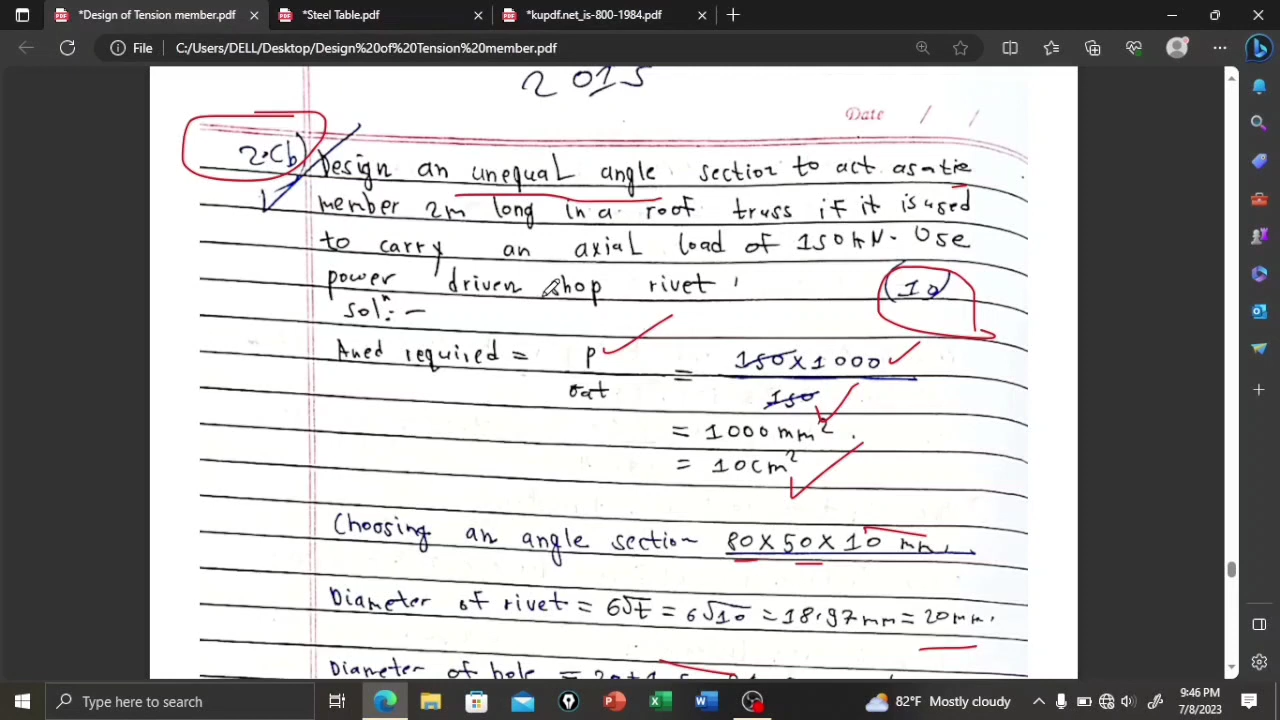 *Design of Tension member.pdf
*Steel Table.pdf
*kupdf.net_is-800-1984.pdf
File
C:/Users/DELL/Desktop/Design%20of%20Tension%20member.pdf
2015
Date / /
2.(b) Design an unequal angle section to act as a tie
member 2m long in a roof truss if it is used
to carry an axial load of 150kN. Use
power driven shop rivet. (10)
solⁿ:-
Aned required = P/σat = 150×1000/150
= 1000 mm²
= 10cm²
Choosing an angle section 80×50×10 mm.
Diameter of rivet = 6√t = 6√10 = 18.97mm = 20mm.
Diameter of hole =
Type here to search
82°F Mostly cloudy
9:46 PM
7/8/2023